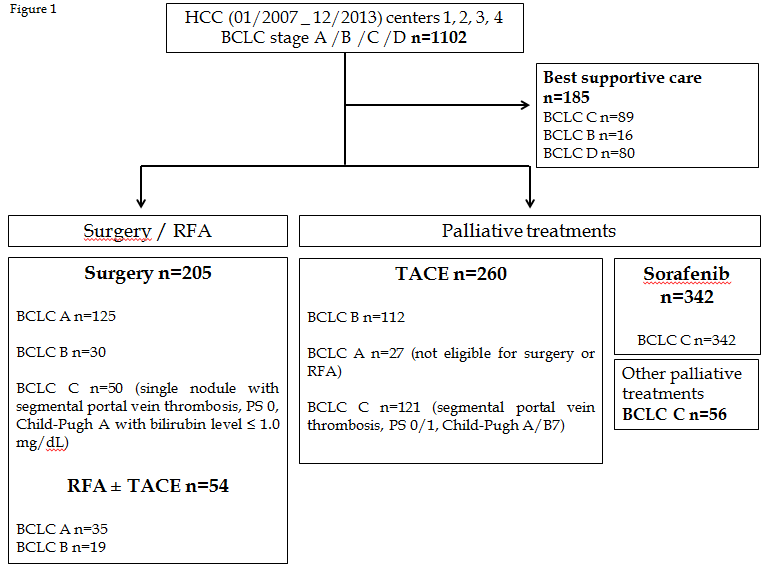 Figure 1
HCC (01/2007_12/2013) centers 1, 2, 3, 4
BCLC stage A /B /C /D n=1102
Best supportive care
n=185
BCLC C n=89
BCLC B n=16
BCLC D n=80
Surgery / RFA
Palliative treatments
Surgery n=205
BCLC A n=125
BCLC B n=30
BCLC C n=50 (single nodule with
segmental portal vein thrombosis, PS 0,
Child-Pugh A with bilirubin level ≤ 1.0
mg/dL)
RFA ± TACE n=54
BCLC A n=35
BCLC B n=19
TACE n=260
BCLC B n=112
BCLC A n=27 (not eligible for surgery or
RFA)
BCLC C n=121 (segmental portal vein
thrombosis, PS 0/1, Child-Pugh A/B7)
Sorafenib
n=342
BCLC C n=342
Other palliative
treatments
BCLC C n=56